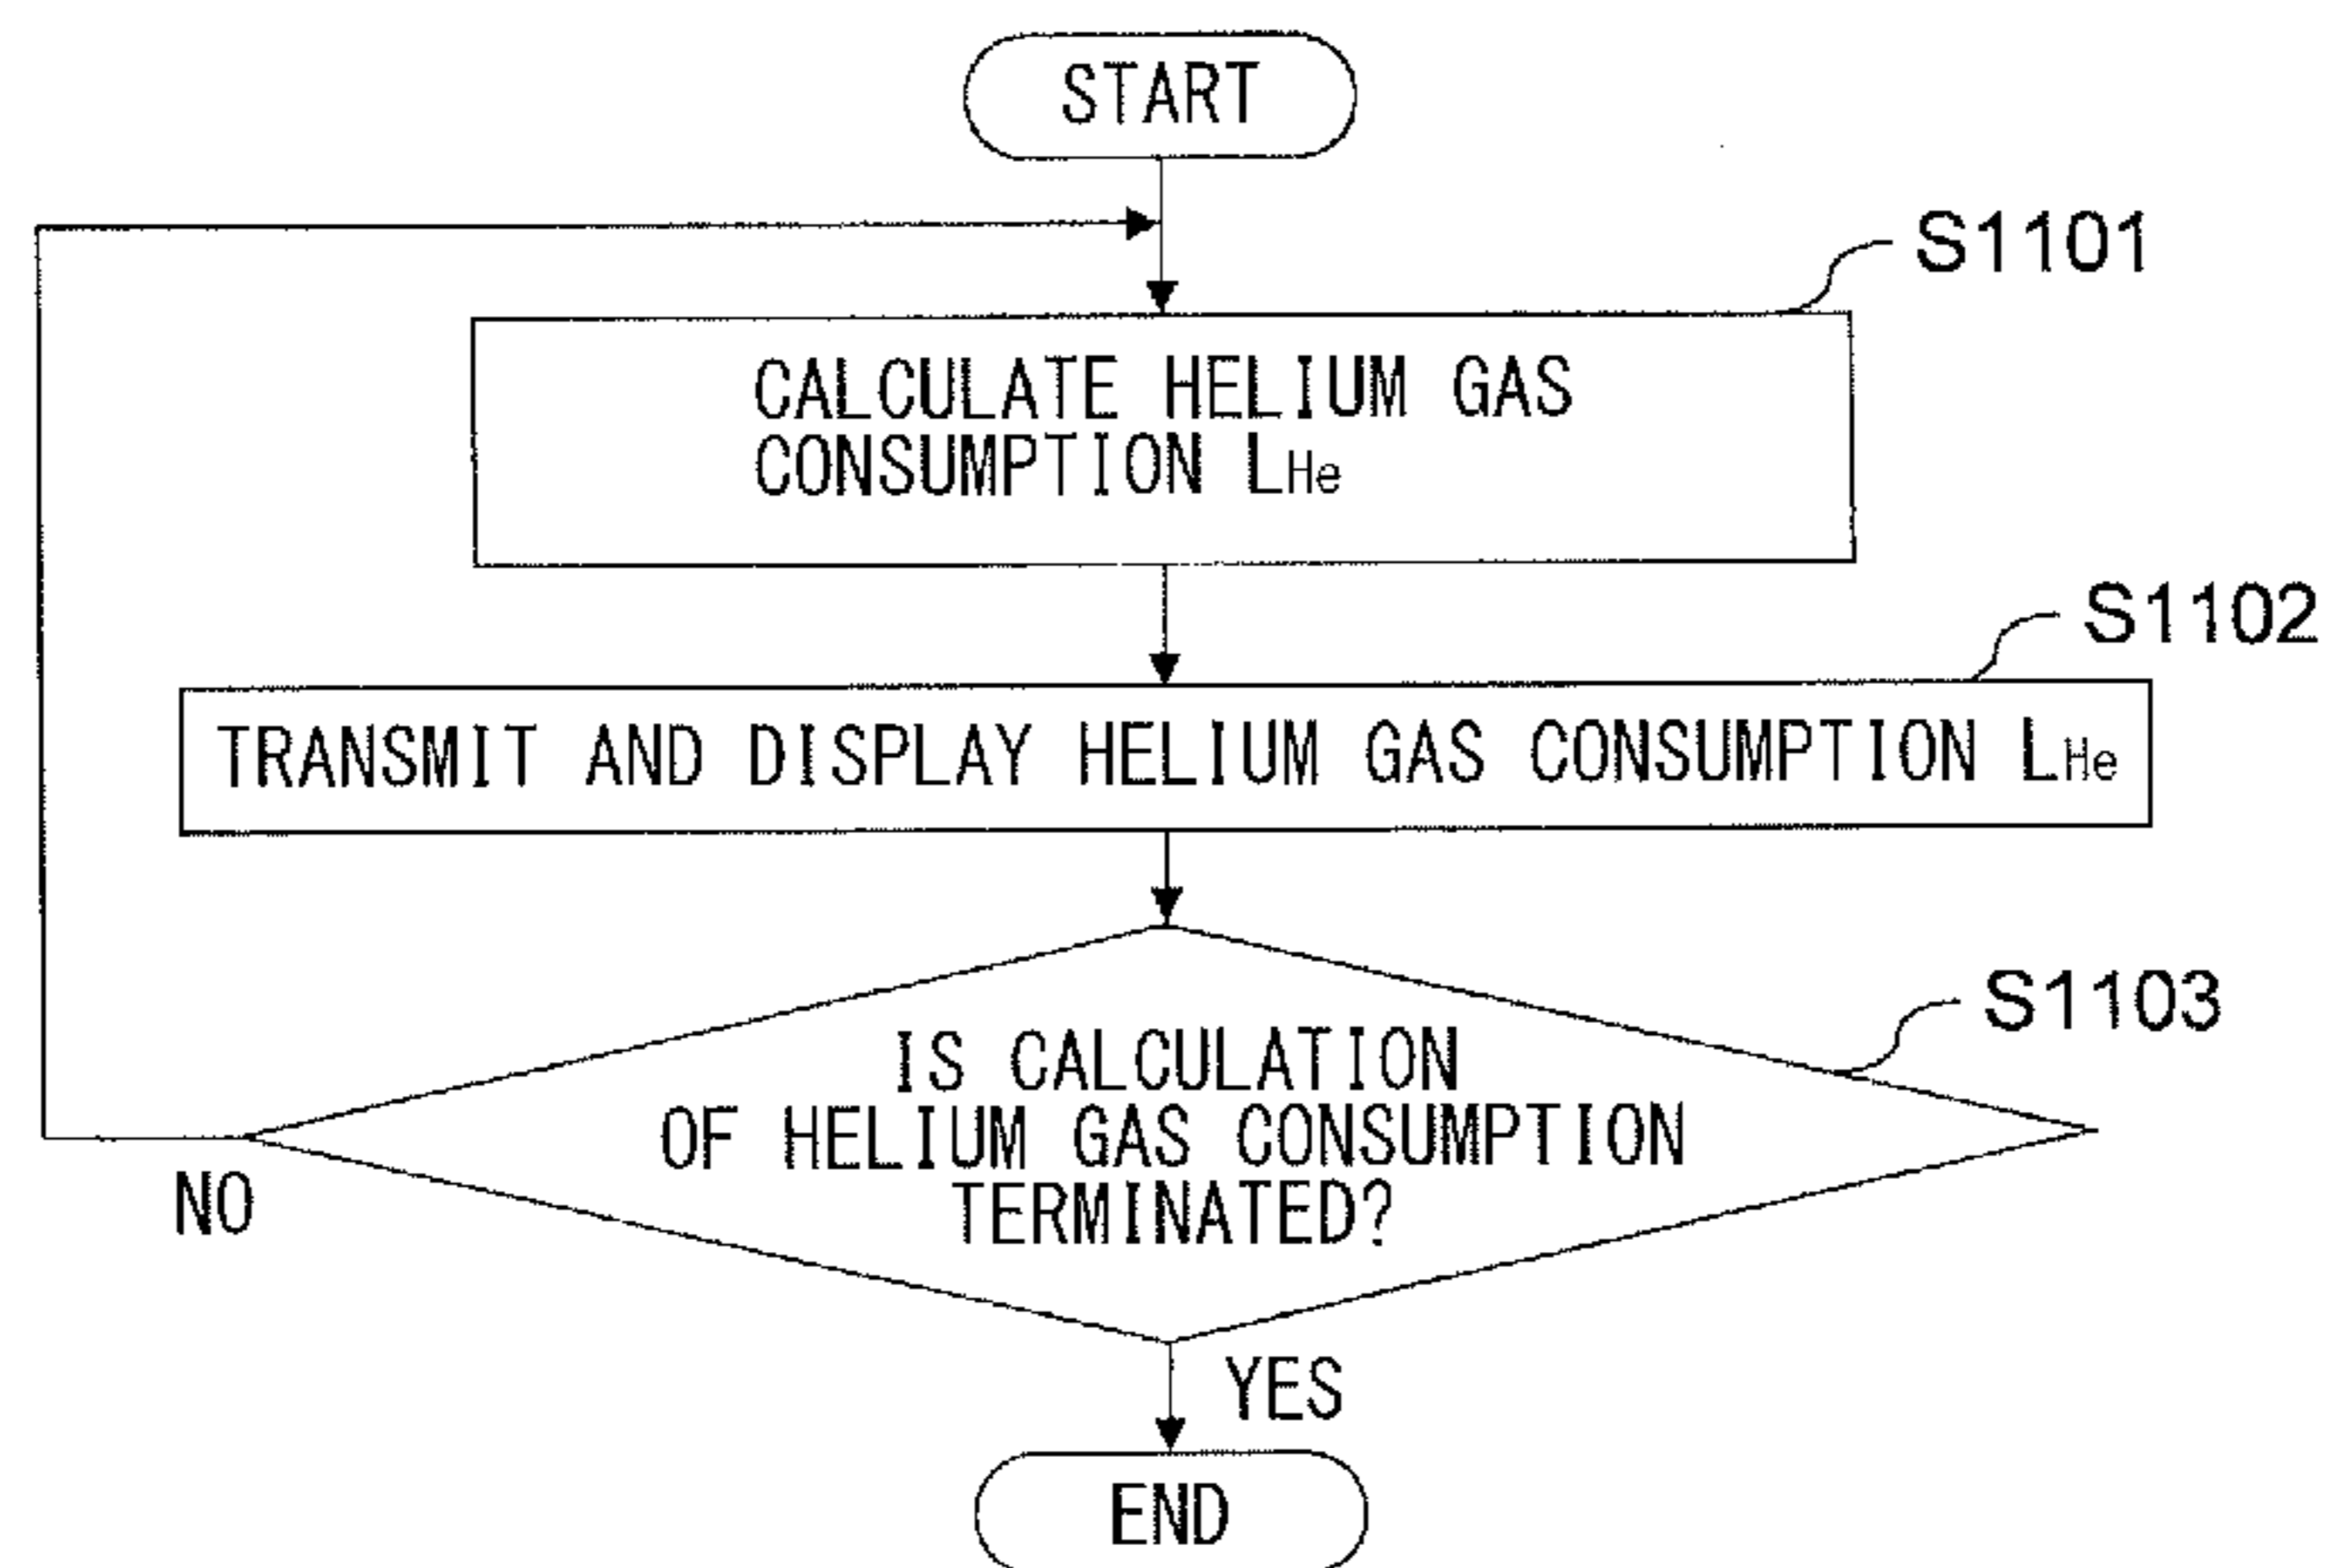 START
S1101
CALCULATE HELIUM GAS
CONSUMPTION LHe
S1102
TRANSMIT AND DISPLAY HELIUM GAS CONSUMPTION LHe
S1103
IS CALCULATION
OF HELIUM GAS CONSUMPTION
TERMINATED?
NO
YES
END